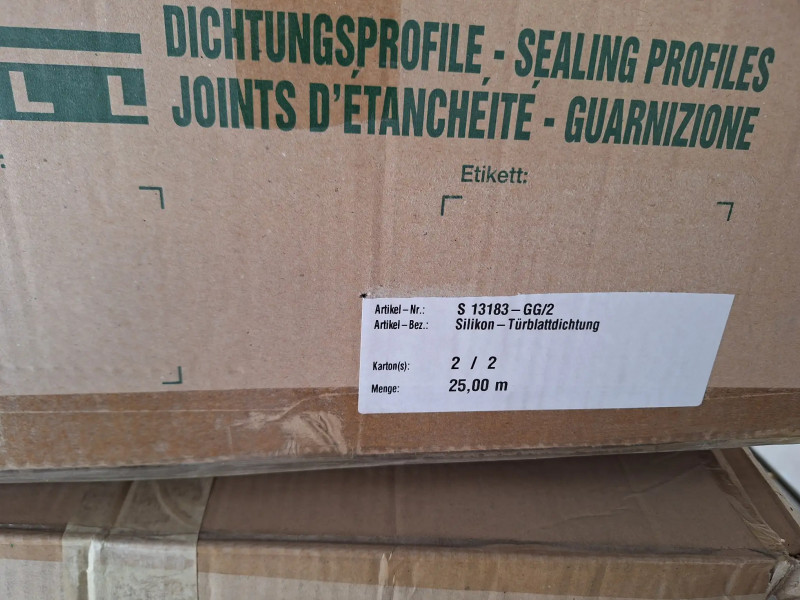 DICHTUNGSPROFILE - SEALING PROFILES
JOINTS D'ÉTANCHÉITÉ - GUARNIZIONE
Etikett:
Artikel – Nr.: S 13183 – GG/2
Artikel – Bez.: Silikon – Türblattdichtung
Karton(s): 2 / 2
Menge: 25,00 m